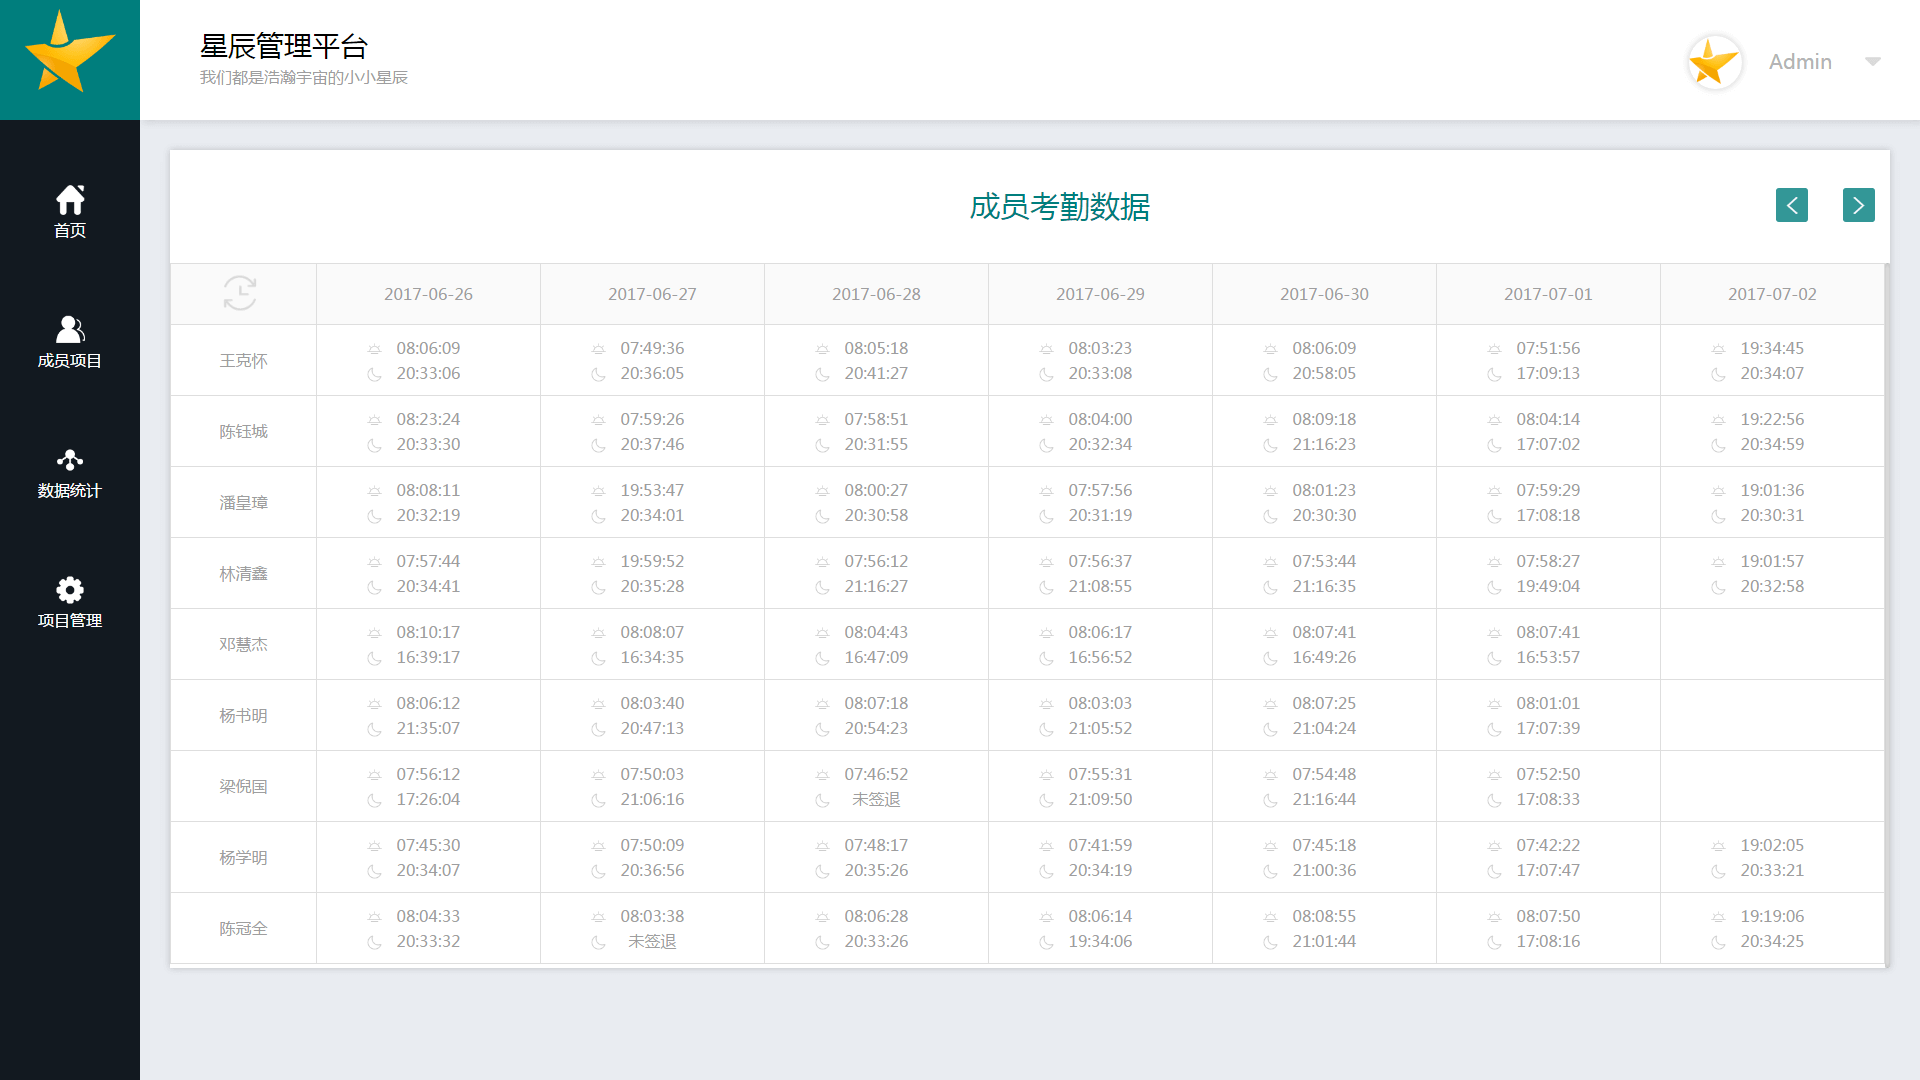 星辰管理平台
我们都是浩瀚宇宙的小小星辰
Admin
首页
成员项目
数据统计
项目管理
成员考勤数据
2017-06-26 2017-06-27 2017-06-28 2017-06-29 2017-06-30 2017-07-01 2017-07-02
王克怀
08:06:09 07:49:36 08:05:18 08:03:23 08:06:09 07:51:56 19:34:45
20:33:06 20:36:05 20:41:27 20:33:08 20:58:05 17:09:13 20:34:07
陈钰城
08:23:24 07:59:26 07:58:51 08:04:00 08:09:18 08:04:14 19:22:56
20:33:30 20:37:46 20:31:55 20:32:34 21:16:23 17:07:02 20:34:59
潘皇璋
08:08:11 19:53:47 08:00:27 07:57:56 08:01:23 07:59:29 19:01:36
20:32:19 20:34:01 20:30:58 20:31:19 20:30:30 17:08:18 20:30:31
林清鑫
07:57:44 19:59:52 07:56:12 07:56:37 07:53:44 07:58:27 19:01:57
20:34:41 20:35:28 21:16:27 21:08:55 21:16:35 19:49:04 20:32:58
邓慧杰
08:10:17 08:08:07 08:04:43 08:06:17 08:07:41 08:07:41
16:39:17 16:34:35 16:47:09 16:56:52 16:49:26 16:53:57
杨书明
08:06:12 08:03:40 08:07:18 08:03:03 08:07:25 08:01:01
21:35:07 20:47:13 20:54:23 21:05:52 21:04:24 17:07:39
梁倪国
07:56:12 07:50:03 07:46:52 07:55:31 07:54:48 07:52:50
17:26:04 21:06:16 未签退 21:09:50 21:16:44 17:08:33
杨学明
07:45:30 07:50:09 07:48:17 07:41:59 07:45:18 07:42:22 19:02:05
20:34:07 20:36:56 20:35:26 20:34:19 21:00:36 17:07:47 20:33:21
陈冠全
08:04:33 08:03:38 08:06:28 08:06:14 08:08:55 08:07:50 19:19:06
20:33:32 未签退 20:33:26 19:34:06 21:01:44 17:08:16 20:34:25